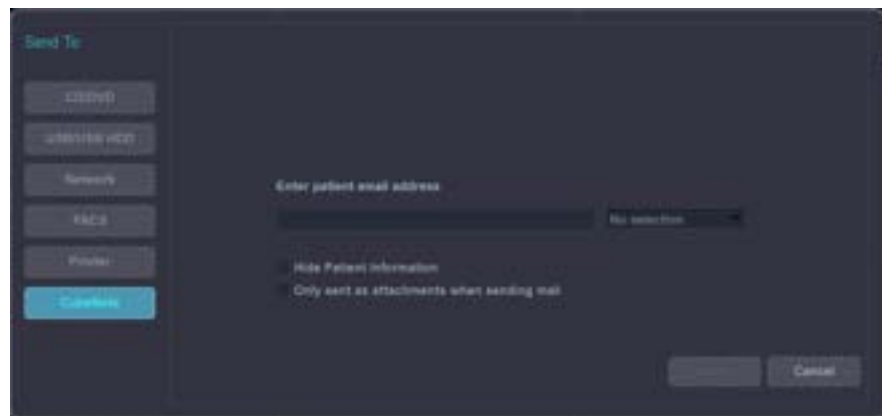 Send To
CD/DVD
Network
PACS
Printer
Enter patient email address
No selection
Hide Patient Information
Only sent as attachments when sending mail
Cancel